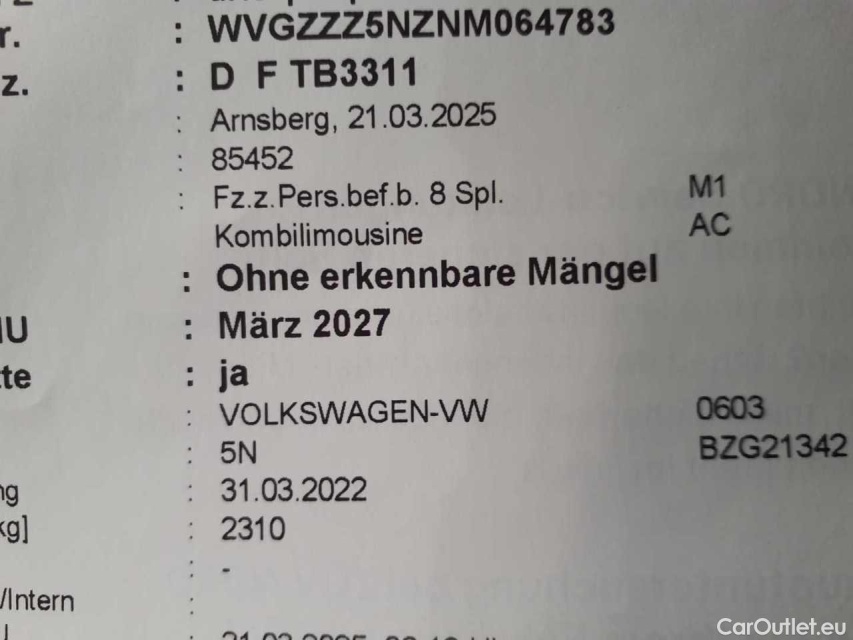 r. : WVGZZZ5NZNM064783
z. : D F TB3311
: Arnsberg, 21.03.2025
: 85452
: Fz.z.Pers.bef.b. 8 Spl. M1
Kombilimousine AC
: Ohne erkennbare Mängel
IU : März 2027
te : ja
: VOLKSWAGEN-VW 0603
: 5N BZG21342
ng : 31.03.2022
kg] : 2310
: -
/Intern :
CarOutlet.eu